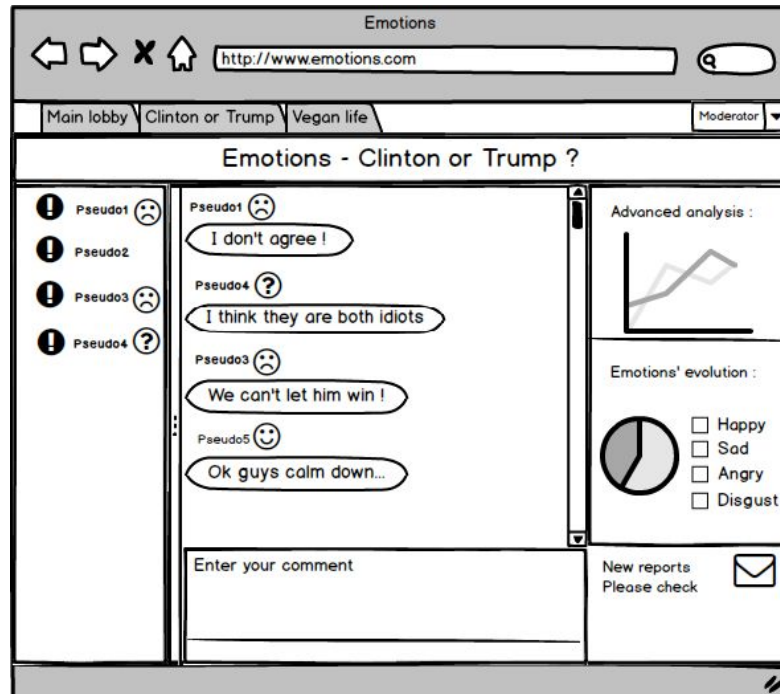 Emotions
http://www.emotions.com
Main lobby
Clinton or Trump
Vegan life
Moderator
Emotions - Clinton or Trump ?
Pseudo1
Pseudo2
Pseudo3
Pseudo4
Pseudo1
I don't agree !
Pseudo4
I think they are both idiots
Pseudo3
We can't let him win !
Pseudo5
Ok guys calm down...
Enter your comment
Advanced analysis :
Emotions' evolution :
Happy
Sad
Angry
Disgust
New reports
Please check